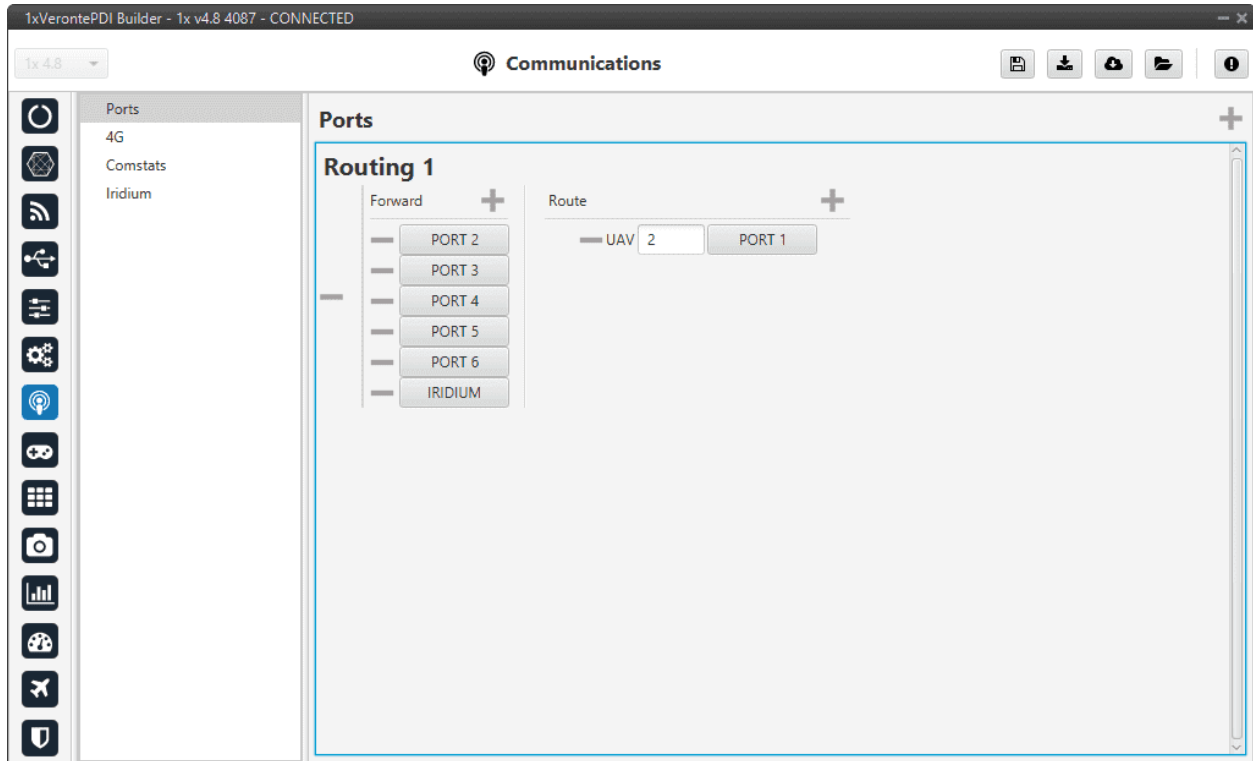 1xVerontePDI Builder - 1x v4.8 4087 - CONNECTED
1x 4.8
Communications
Ports
4G
Comstats
Iridium
Ports
Routing 1
Forward
Route
PORT 2
UAV 2 PORT 1
PORT 3
PORT 4
PORT 5
PORT 6
IRIDIUM